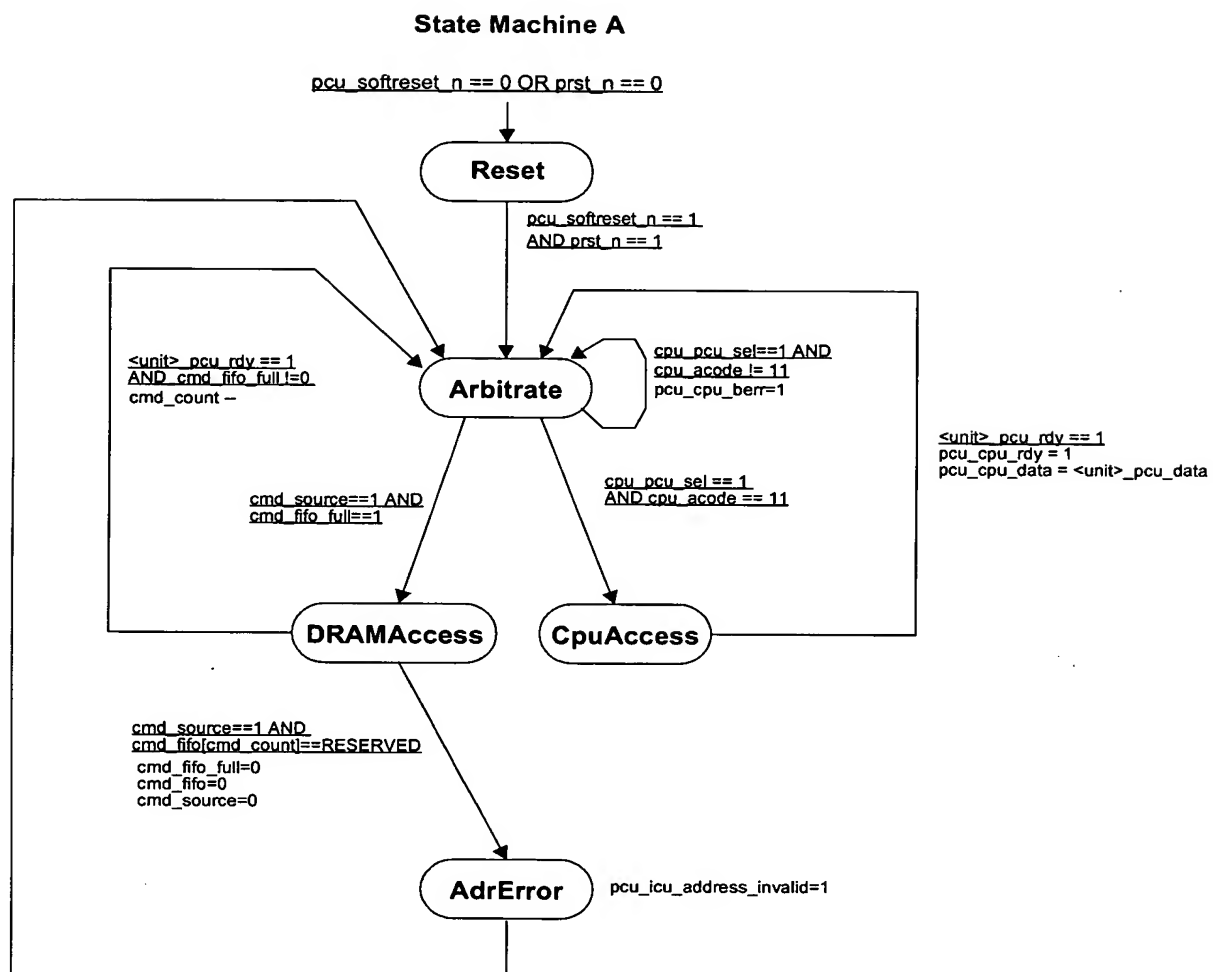 State Machine A
pcu_softreset_n == 0 OR prst_n == 0
Reset
pcu_softreset_n == 1
AND prst_n == 1
<unit>_pcu_rdy == 1
AND cmd_fifo_full !=0
cmd_count --
Arbitrate
cpu_pcu_sel==1 AND
cpu_acode != 11
pcu_cpu_berr=1
<unit>_pcu_rdy == 1
pcu_cpu_rdy = 1
pcu_cpu_data = <unit>_pcu_data
cmd_source==1 AND
cmd_fifo_full==1
cpu_pcu_sel == 1
AND cpu_acode == 11
DRAMAccess
CpuAccess
cmd_source==1 AND
cmd_fifo[cmd_count]==RESERVED
cmd_fifo_full=0
cmd_fifo=0
cmd_source=0
AdrError
pcu_icu_address_invalid=1